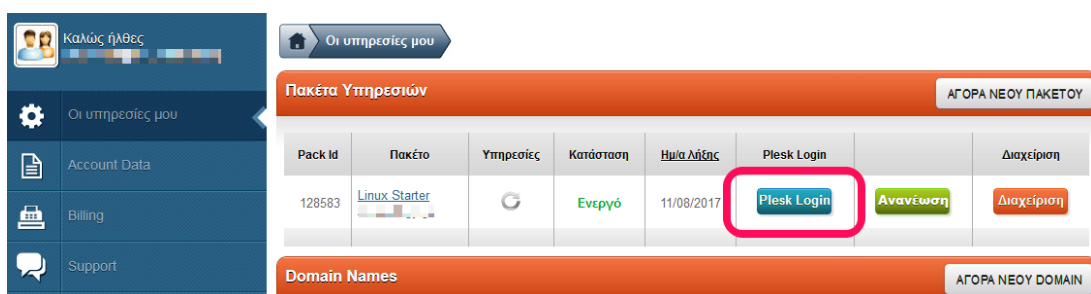 Καλώς ήλθες
Οι υπηρεσίες μου
Οι υπηρεσίες μου
Account Data
Billing
Support
Πακέτα Υπηρεσιών
ΑΓΟΡΑ ΝΕΟΥ ΠΑΚΕΤΟΥ
Pack Id Πακέτο Υπηρεσίες Κατάσταση Ημ/α Λήξης Plesk Login Διαχείριση
128583 Linux Starter Ενεργό 11/08/2017 Plesk Login Ανανέωση Διαχείριση
Domain Names
ΑΓΟΡΑ ΝΕΟΥ DOMAIN